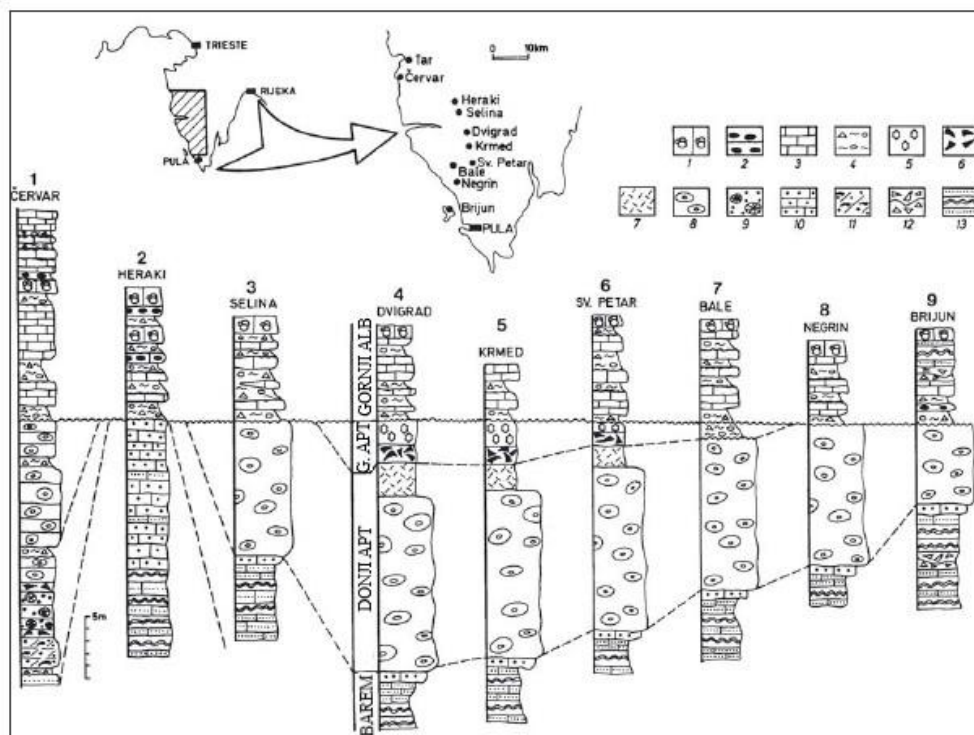 TRIESTE
RIJEKA
PULA
0 10km
Tar
Červar
Heraki
Selina
Dvigrad
Krmed
Sv. Petar
Bale
Negrin
Brijun
PULA
1 2 3 4 5 6
7 8 9 10 11 12 13
1
ČERVAR
2
HERAKI
3
SELINA
4
DVIGRAD
5
KRMED
6
SV. PETAR
7
BALE
8
NEGRIN
9
BRIJUN
GORNJI ALB
G. APT
DONJI APT
BAREM
5m